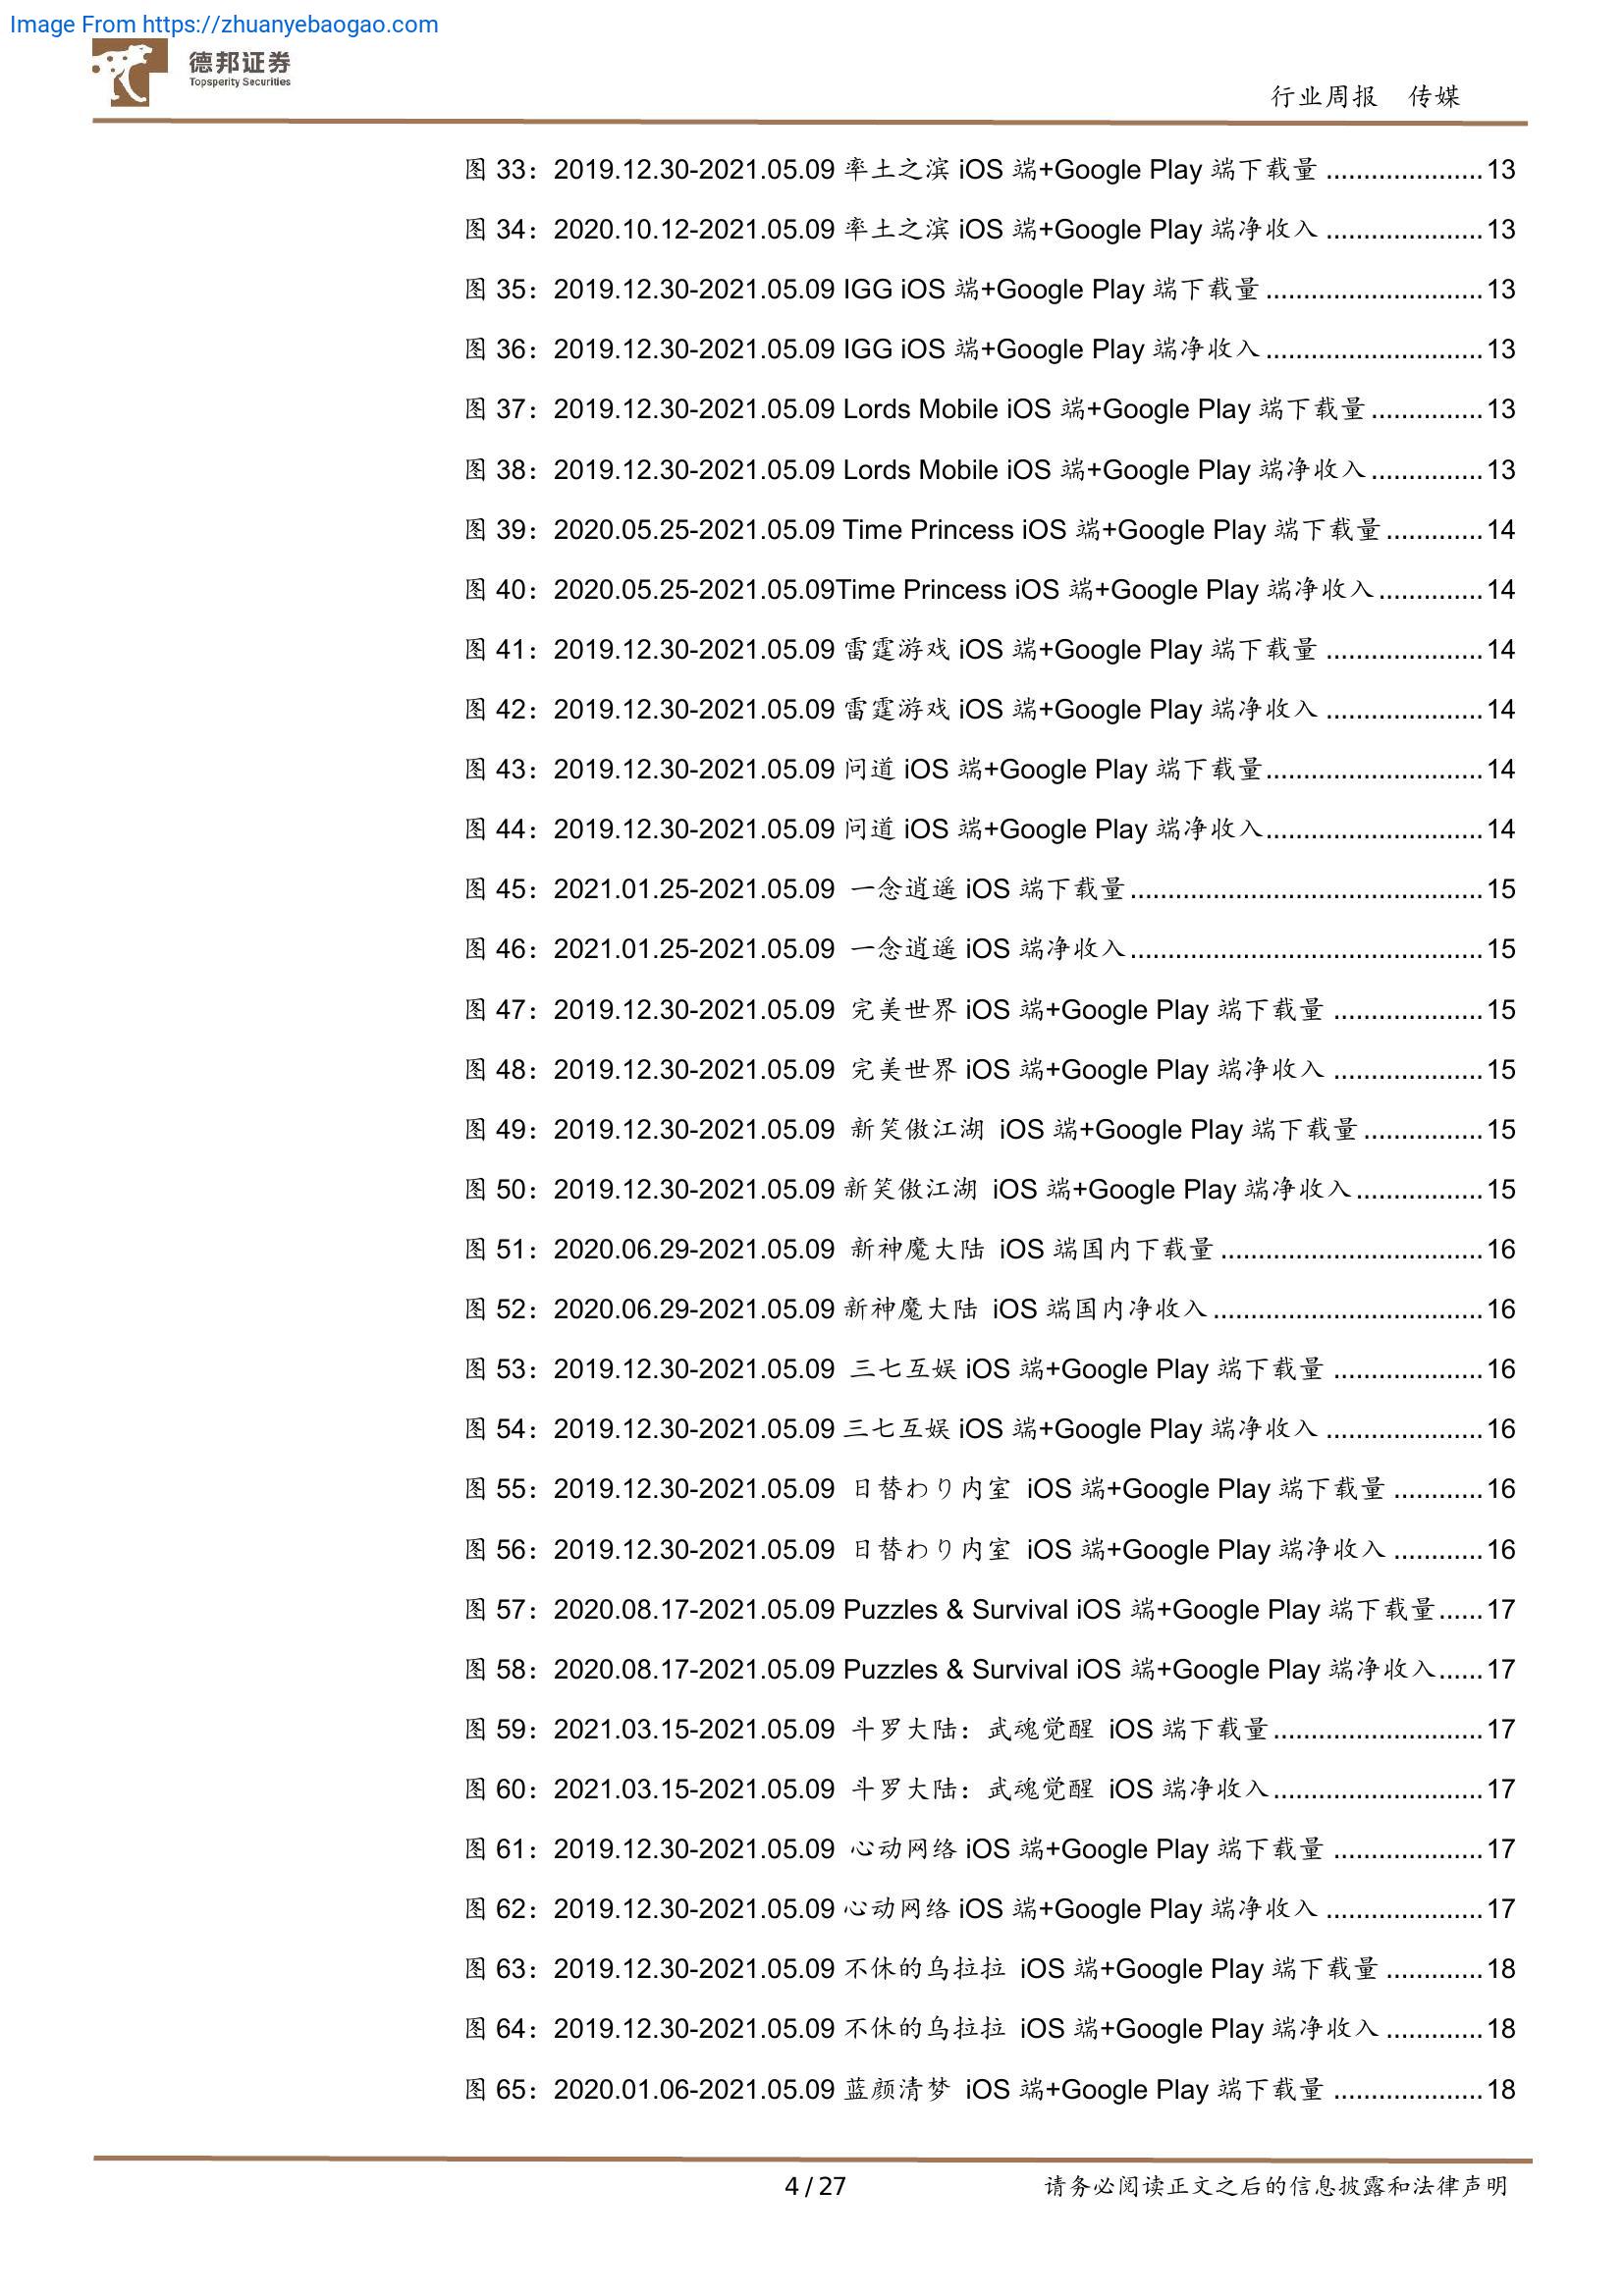 Image From https://zhuanyebaogao.com
德邦证券
Topsperity Securities
行业周报 传媒
图 33：2019.12.30-2021.05.09 率土之滨 iOS 端+Google Play 端下载量 ..................... 13
图 34：2020.10.12-2021.05.09 率土之滨 iOS 端+Google Play 端净收入 ..................... 13
图 35：2019.12.30-2021.05.09 IGG iOS 端+Google Play 端下载量 ............................. 13
图 36：2019.12.30-2021.05.09 IGG iOS 端+Google Play 端净收入 ............................. 13
图 37：2019.12.30-2021.05.09 Lords Mobile iOS 端+Google Play 端下载量 ............... 13
图 38：2019.12.30-2021.05.09 Lords Mobile iOS 端+Google Play 端净收入 ............... 13
图 39：2020.05.25-2021.05.09 Time Princess iOS 端+Google Play 端下载量 ............. 14
图 40：2020.05.25-2021.05.09Time Princess iOS 端+Google Play 端净收入 .............. 14
图 41：2019.12.30-2021.05.09 雷霆游戏 iOS 端+Google Play 端下载量 ..................... 14
图 42：2019.12.30-2021.05.09 雷霆游戏 iOS 端+Google Play 端净收入 ..................... 14
图 43：2019.12.30-2021.05.09 问道 iOS 端+Google Play 端下载量............................. 14
图 44：2019.12.30-2021.05.09 问道 iOS 端+Google Play 端净收入............................. 14
图 45：2021.01.25-2021.05.09 一念逍遥 iOS 端下载量............................................... 15
图 46：2021.01.25-2021.05.09 一念逍遥 iOS 端净收入............................................... 15
图 47：2019.12.30-2021.05.09 完美世界 iOS 端+Google Play 端下载量 .................... 15
图 48：2019.12.30-2021.05.09 完美世界 iOS 端+Google Play 端净收入 .................... 15
图 49：2019.12.30-2021.05.09 新笑傲江湖 iOS 端+Google Play 端下载量................ 15
图 50：2019.12.30-2021.05.09 新笑傲江湖 iOS 端+Google Play 端净收入................. 15
图 51：2020.06.29-2021.05.09 新神魔大陆 iOS 端国内下载量 ................................... 16
图 52：2020.06.29-2021.05.09 新神魔大陆 iOS 端国内净收入.................................... 16
图 53：2019.12.30-2021.05.09 三七互娱 iOS 端+Google Play 端下载量 .................... 16
图 54：2019.12.30-2021.05.09 三七互娱 iOS 端+Google Play 端净收入 ..................... 16
图 55：2019.12.30-2021.05.09 日替わり内室 iOS 端+Google Play 端下载量 ............ 16
图 56：2019.12.30-2021.05.09 日替わり内室 iOS 端+Google Play 端净收入 ............ 16
图 57：2020.08.17-2021.05.09 Puzzles & Survival iOS 端+Google Play 端下载量...... 17
图 58：2020.08.17-2021.05.09 Puzzles & Survival iOS 端+Google Play 端净收入...... 17
图 59：2021.03.15-2021.05.09 斗罗大陆：武魂觉醒 iOS 端下载量............................ 17
图 60：2021.03.15-2021.05.09 斗罗大陆：武魂觉醒 iOS 端净收入............................ 17
图 61：2019.12.30-2021.05.09 心动网络 iOS 端+Google Play 端下载量 .................... 17
图 62：2019.12.30-2021.05.09 心动网络 iOS 端+Google Play 端净收入 ..................... 17
图 63：2019.12.30-2021.05.09 不休的乌拉拉 iOS 端+Google Play 端下载量 ............. 18
图 64：2019.12.30-2021.05.09 不休的乌拉拉 iOS 端+Google Play 端净收入 ............. 18
图 65：2020.01.06-2021.05.09 蓝颜清梦 iOS 端+Google Play 端下载量 .................... 18
4 / 27
请务必阅读正文之后的信息披露和法律声明